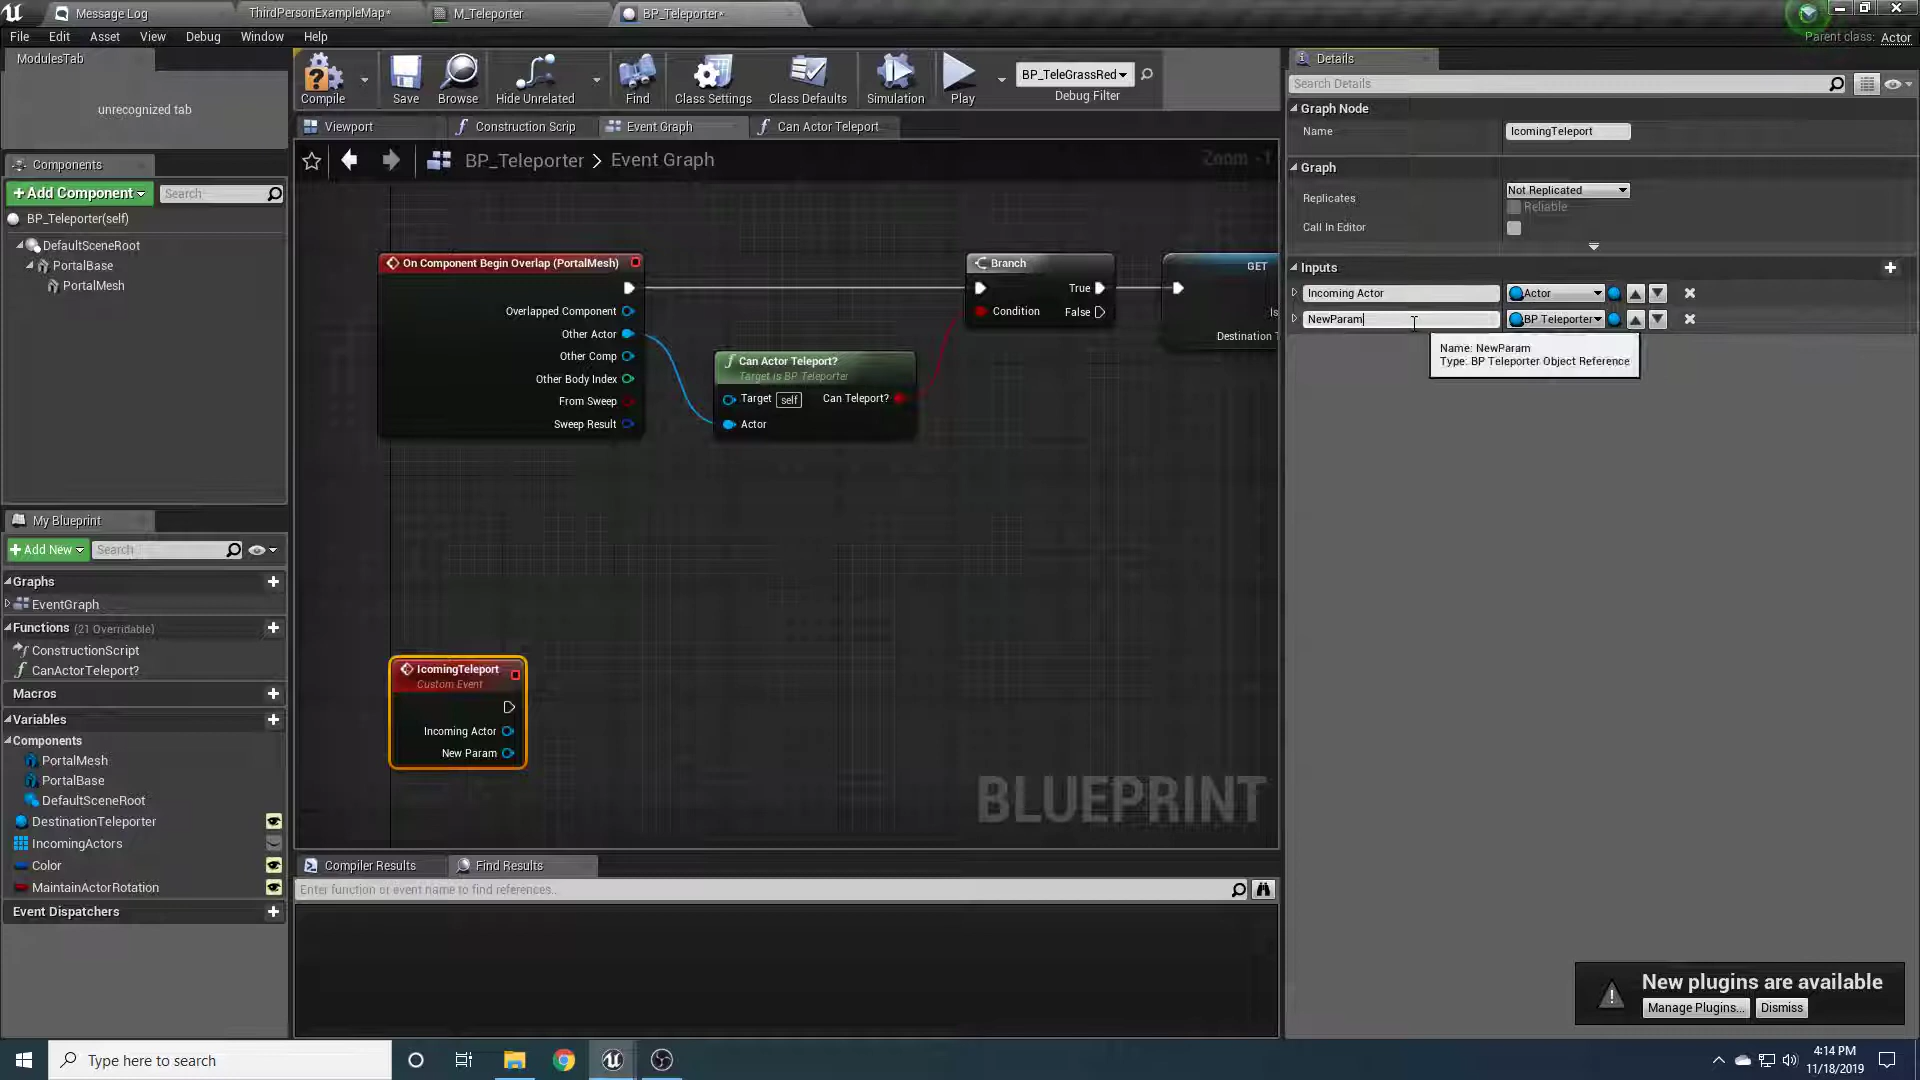 Message Log
ThirdPersonExampleMap*
M_Teleporter
BP_Teleporter*
File
Edit
Asset
View
Debug
Window
Help
Parent class: Actor
ModulesTab
unrecognized tab
Components
+Add Component
Search
BP_Teleporter(self)
DefaultSceneRoot
PortalBase
PortalMesh
My Blueprint
+Add New
Search
Graphs
EventGraph
Functions (21 Overridable)
ConstructionScript
CanActorTeleport?
Macros
Variables
Components
PortalMesh
PortalBase
DefaultSceneRoot
DestinationTeleporter
IncomingActors
Color
MaintainActorRotation
Event Dispatchers
Compile
Save
Browse
Hide Unrelated
Find
Class Settings
Class Defaults
Simulation
Play
BP_TeleGrassRed
Debug Filter
Viewport
Construction Scrip
Event Graph
Can Actor Teleport
BP_Teleporter > Event Graph
Zoom -1
On Component Begin Overlap (PortalMesh)
Overlapped Component
Other Actor
Other Comp
Other Body Index
From Sweep
Sweep Result
Can Actor Teleport?
Target is BP Teleporter
Target self
Can Teleport?
Actor
Branch
True
Condition
False
GET
Is
Destination T
IcomingTeleport
Custom Event
Incoming Actor
New Param
BLUEPRINT
Compiler Results
Find Results
Enter function or event name to find references..
Details
Search Details
Graph Node
Name
IcomingTeleport
Graph
Replicates
Not Replicated
Reliable
Call In Editor
Inputs
Incoming Actor
Actor
NewParam
BP Teleporter
Name: NewParam
Type: BP Teleporter Object Reference
New plugins are available
Manage Plugins...
Dismiss
Type here to search
4:14 PM
11/18/2019